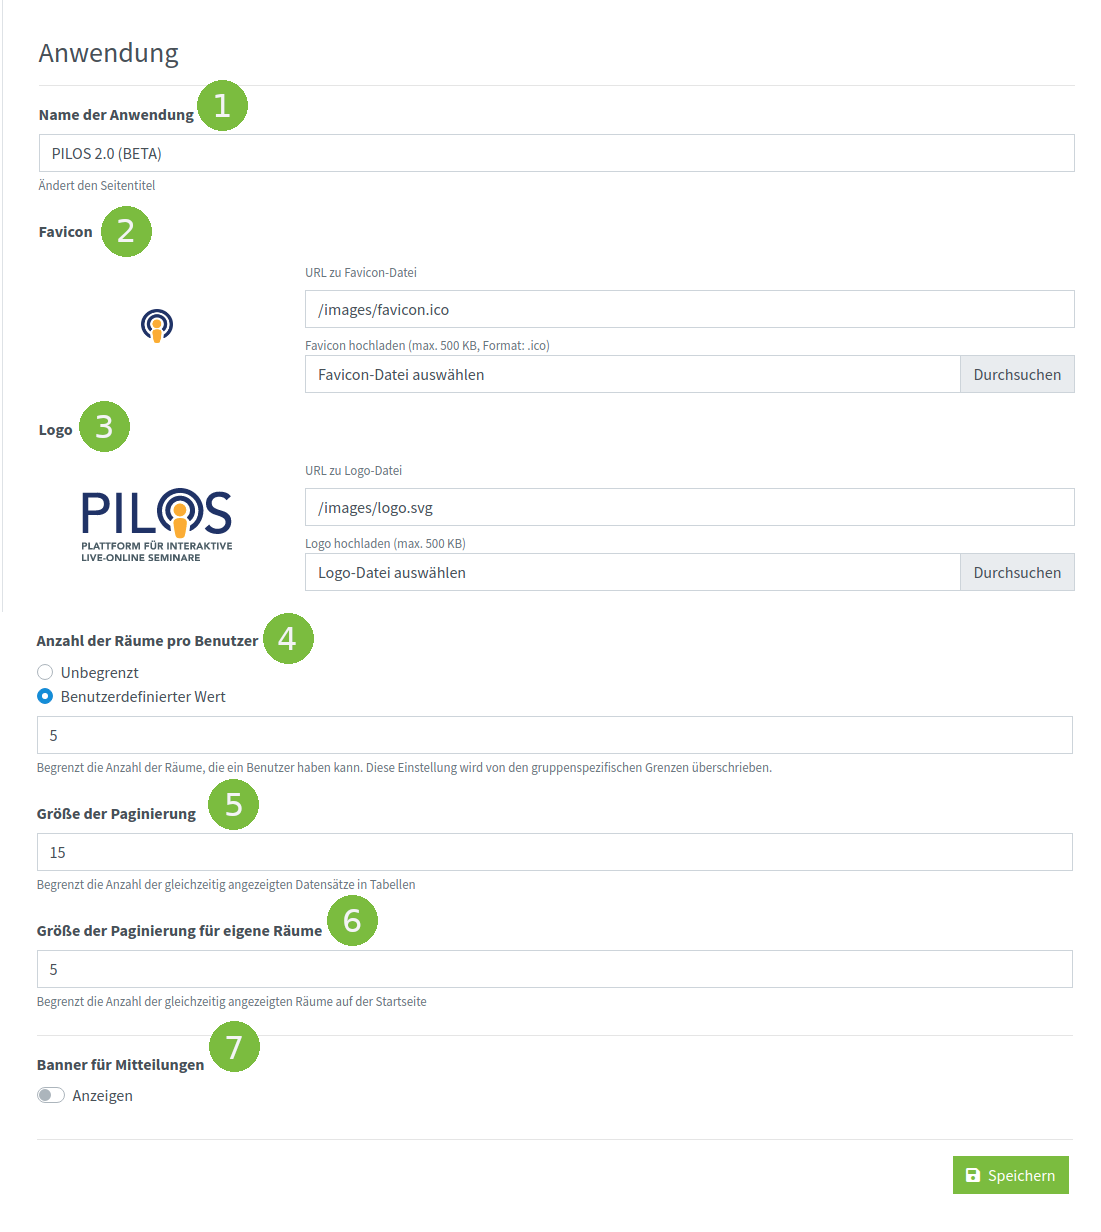 Anwendung
Name der Anwendung 1
PILOS 2.0 (BETA)
Ändert den Seitentitel
Favicon 2
URL zu Favicon-Datei
/images/favicon.ico
Favicon hochladen (max. 500 KB, Format: .ico)
Favicon-Datei auswählen Durchsuchen
Logo 3
URL zu Logo-Datei
/images/logo.svg
PILOS
PLATTFORM FÜR INTERAKTIVE
LIVE-ONLINE SEMINARE
Logo hochladen (max. 500 KB)
Logo-Datei auswählen Durchsuchen
Anzahl der Räume pro Benutzer 4
Unbegrenzt
Benutzerdefinierter Wert
5
Begrenzt die Anzahl der Räume, die ein Benutzer haben kann. Diese Einstellung wird von den gruppenspezifischen Grenzen überschrieben.
Größe der Paginierung 5
15
Begrenzt die Anzahl der gleichzeitig angezeigten Datensätze in Tabellen
Größe der Paginierung für eigene Räume 6
5
Begrenzt die Anzahl der gleichzeitig angezeigten Räume auf der Startseite
Banner für Mitteilungen 7
Anzeigen
Speichern